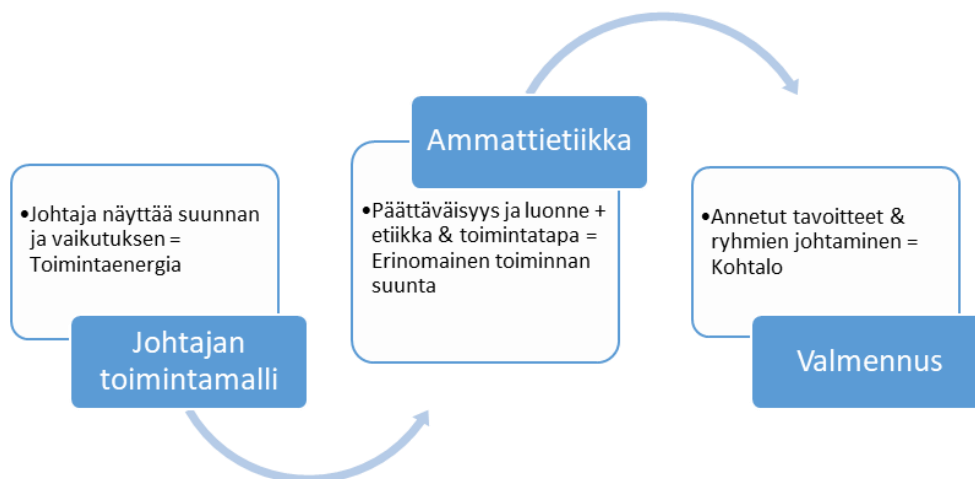 •Johtaja näyttää suunnan
ja vaikutuksen =
Toimintaenergia
Johtajan
toimintamalli
Ammattietiikka
•Päättäväisyys ja luonne +
etiikka & toimintatapa =
Erinomainen toiminnan
suunta
•Annetut tavoitteet &
ryhmien johtaminen =
Kohtalo
Valmennus